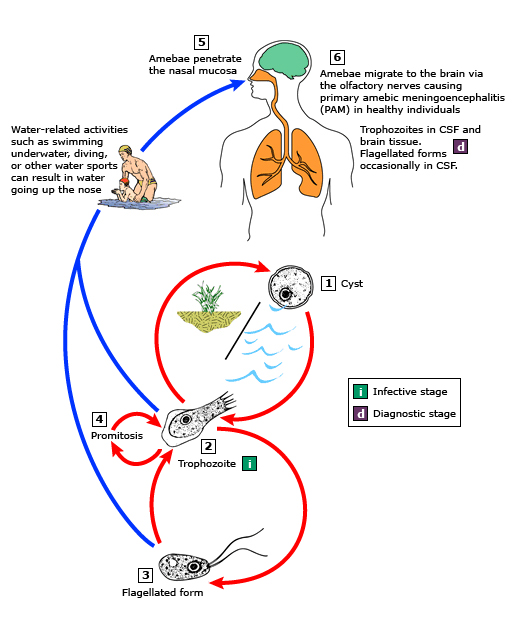 5
Amebae penetrate
the nasal mucosa
6
Amebae migrate to the brain via
the olfactory nerves causing
primary amebic meningoencephalitis
(PAM) in healthy individuals
Trophozoites in CSF and
brain tissue.
Flagellated forms d
occasionally in CSF.
Water-related activities
such as swimming
underwater, diving,
or other water sports
can result in water
going up the nose
1 Cyst
i Infective stage
d Diagnostic stage
4
Promitosis
2
Trophozoite i
3
Flagellated form